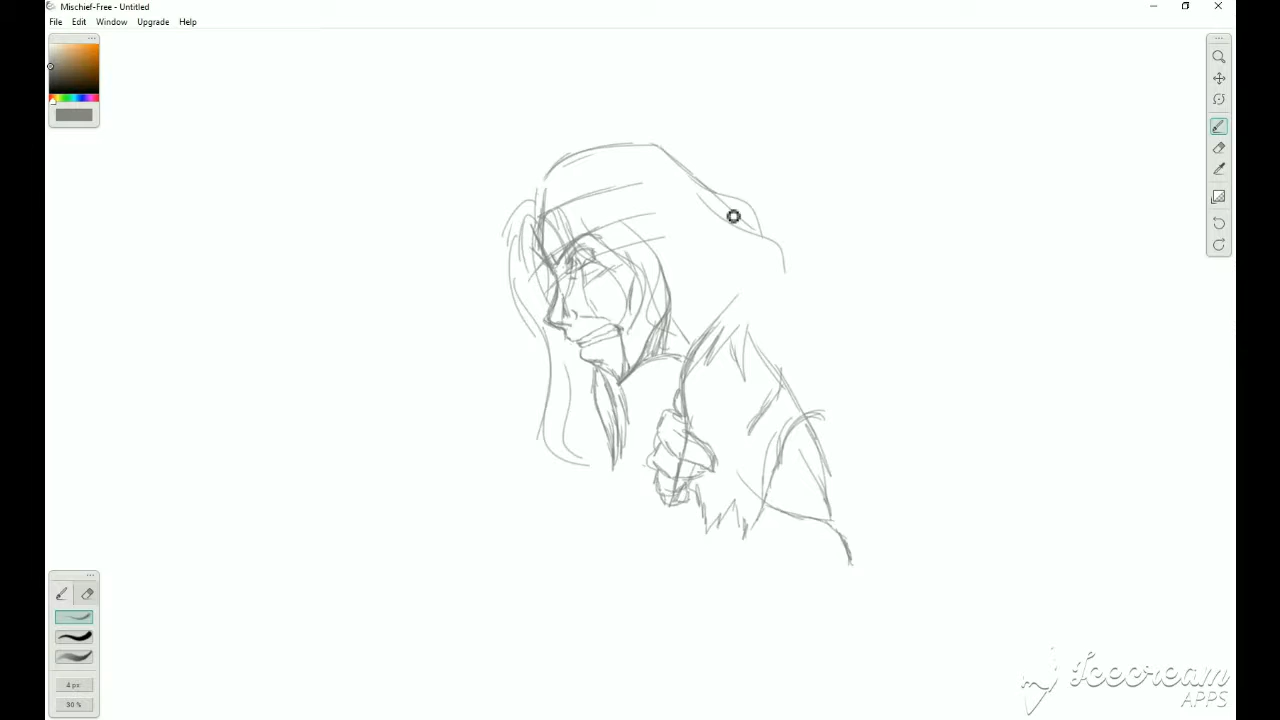 Mischief-Free - Untitled
File Edit Window Upgrade Help
4 px
30 %
Icecream
APPS